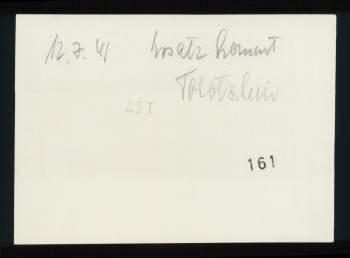 12.7.41 Ersatz kommt
Tolotschin
161